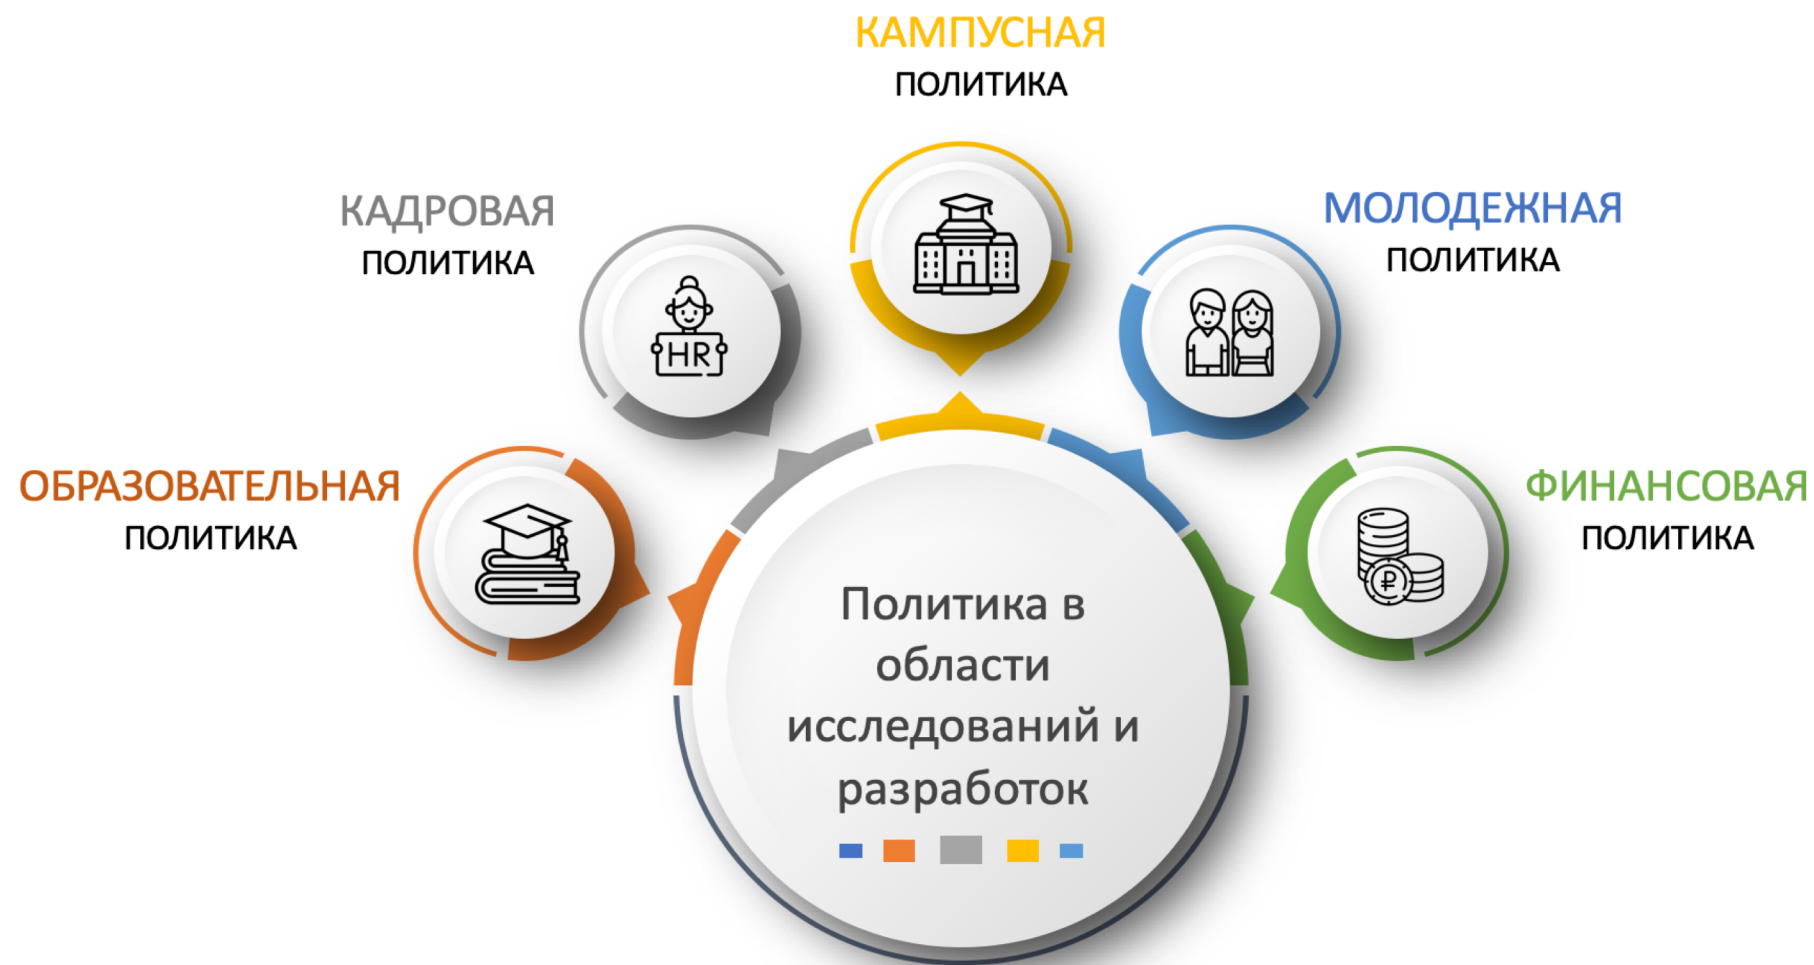 КАМПУСНАЯ
ПОЛИТИКА
КАДРОВАЯ
ПОЛИТИКА
МОЛОДЕЖНАЯ
ПОЛИТИКА
HR
ОБРАЗОВАТЕЛЬНАЯ
ПОЛИТИКА
ФИНАНСОВАЯ
ПОЛИТИКА
₽
Политика в
области
исследований и
разработок